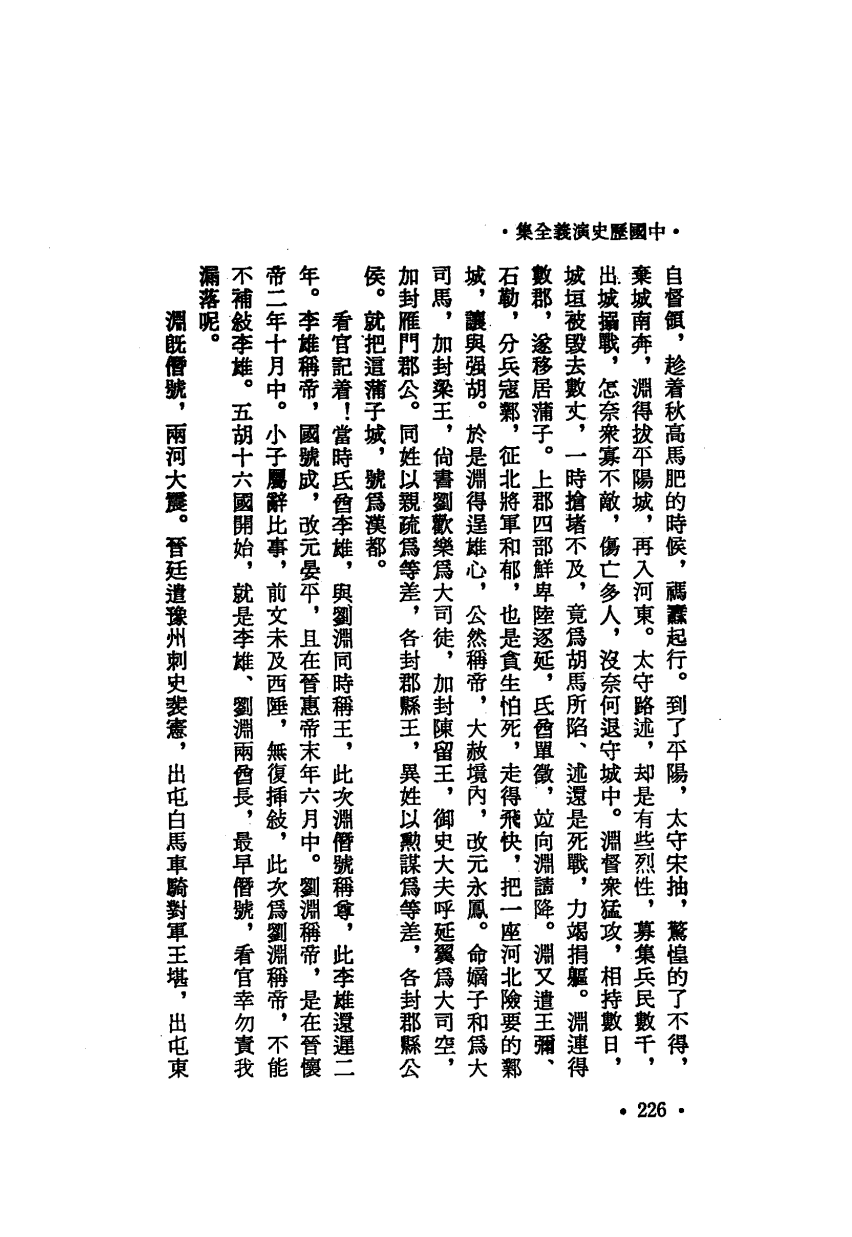 ·中國歷史演義全集·
自督領，趁着秋高馬肥的時候，禡纛起行。到了平陽，太守宋抽，驚惶的了不得，
棄城南奔，淵得拔平陽城，再入河東。太守路述，却是有些烈性，募集兵民數千，
出城搦戰，怎奈衆寡不敵，傷亡多人，沒奈何退守城中。淵督衆猛攻，相持數日，
城垣被毀去數丈，一時搶堵不及，竟爲胡馬所陷、述還是死戰，力竭捐軀。淵連得
數郡，遂移居蒲子。上郡四部鮮卑陸逐延，氐酋單徵，竝向淵請降。淵又遣王彌、
石勒，分兵寇鄴，征北將軍和郁，也是貪生怕死，走得飛快，把一座河北險要的鄴
城，讓與强胡。於是淵得逞雄心，公然稱帝，大赦境內，改元永鳳。命嫡子和爲大
司馬，加封梁王，尙書劉歡樂爲大司徒，加封陳留王，御史大夫呼延翼爲大司空，
加封雁門郡公。同姓以親疏爲等差，各封郡縣王，異姓以勲謀爲等差，各封郡縣公
侯。就把這蒲子城，號爲漢都。
看官記着！當時氐酋李雄，與劉淵同時稱王，此次淵僭號稱尊，此李雄還遲二
年。李雄稱帝，國號成，改元晏平，且在晉惠帝末年六月中。劉淵稱帝，是在晉懷
帝二年十月中。小子屬辭比事，前文未及西陲，無復挿敍，此次爲劉淵稱帝，不能
不補敍李雄。五胡十六國開始，就是李雄、劉淵兩酋長，最早僭號，看官幸勿責我
漏落呢。
淵旣僭號，兩河大震。晉廷遣豫州刺史裴憲，出屯白馬車騎對軍王堪，出屯東
·226·